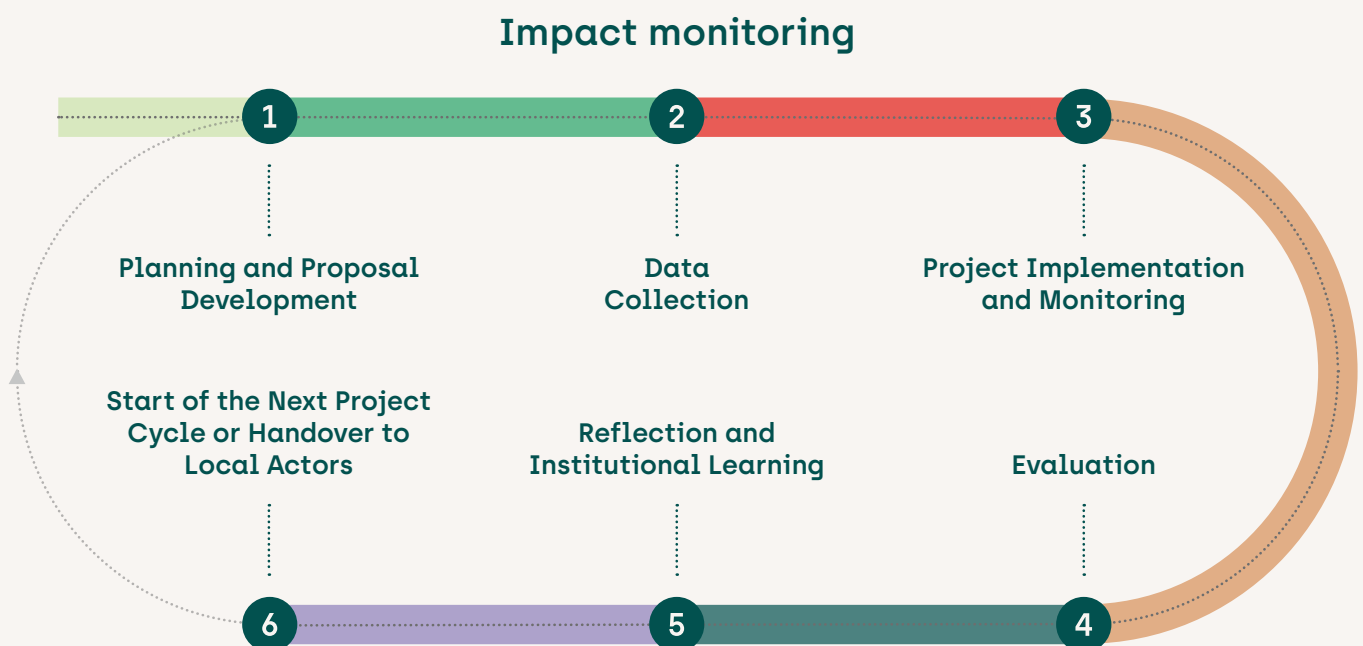 Impact monitoring
1
2
3
Planning and Proposal
Development
Data
Collection
Project Implementation
and Monitoring
Start of the Next Project
Cycle or Handover to
Local Actors
Reflection and
Institutional Learning
Evaluation
6
5
4